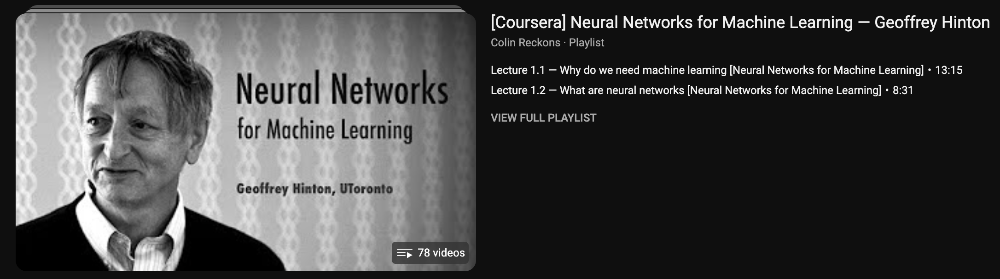 Neural Networks
for Machine Learning
Geoffrey Hinton, UToronto
78 videos
[Coursera] Neural Networks for Machine Learning — Geoffrey Hinton
Colin Reckons · Playlist
Lecture 1.1 — Why do we need machine learning [Neural Networks for Machine Learning] • 13:15
Lecture 1.2 — What are neural networks [Neural Networks for Machine Learning] • 8:31
VIEW FULL PLAYLIST